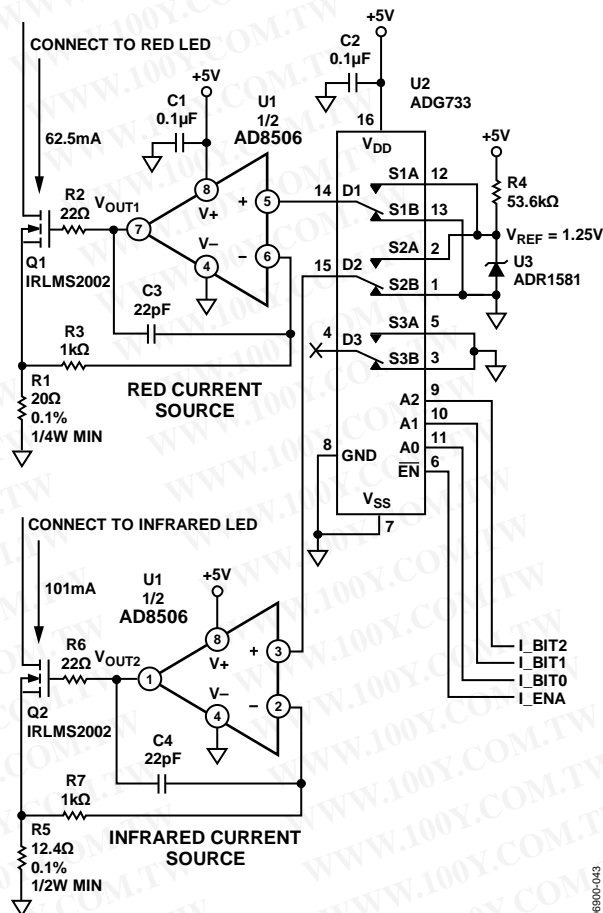 CONNECT TO RED LED
62.5mA
R2
22Ω
VOUT1
Q1
IRLMS2002
R3
1kΩ
R1
20Ω
0.1%
1/4W MIN
C1
0.1µF
+5V
U1
1/2
AD8506
7
8
V+
V–
4
+
5
–
6
C3
22pF
RED CURRENT
SOURCE
C2
0.1µF
+5V
U2
ADG733
16
VDD
14
D1
S1A
12
S1B
13
S2A
2
15
D2
S2B
1
4
D3
S3A
5
S3B
3
A2
9
A1
10
A0
11
EN
6
8
GND
VSS
7
+5V
R4
53.6kΩ
VREF = 1.25V
U3
ADR1581
I_BIT2
I_BIT1
I_BIT0
I_ENA
CONNECT TO INFRARED LED
101mA
R6
22Ω
VOUT2
Q2
IRLMS2002
R7
1kΩ
R5
12.4Ω
0.1%
1/2W MIN
U1
1/2
AD8506
+5V
1
8
V+
V–
4
+
3
–
2
C4
22pF
INFRARED CURRENT
SOURCE
06900-043
WWW.100Y.COM.TW